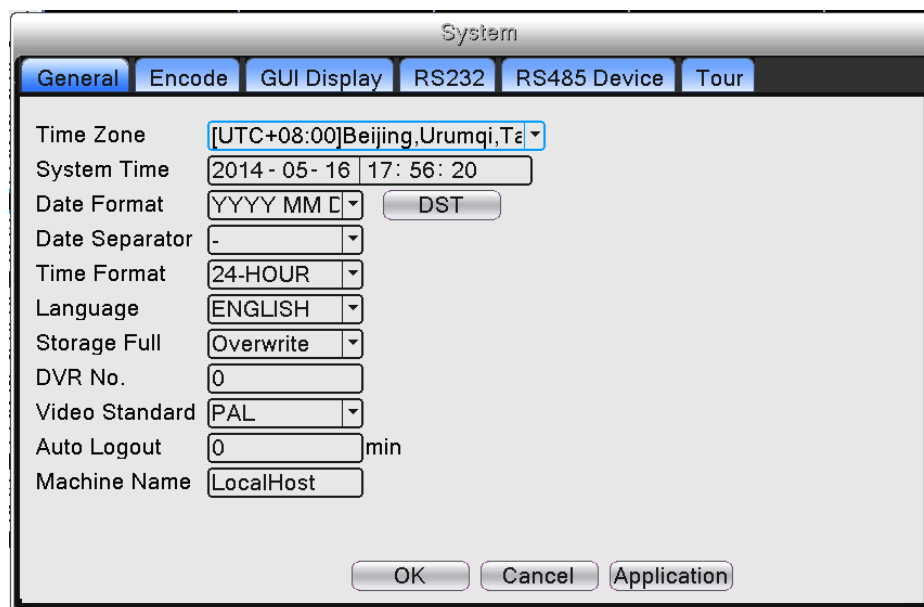 System
General Encode GUI Display RS232 RS485 Device Tour
Time Zone [UTC+08:00]Beijing,Urumqi,Ta
System Time 2014-05-16 17:56:20
Date Format YYYY MM D DST
Date Separator -
Time Format 24-HOUR
Language ENGLISH
Storage Full Overwrite
DVR No. 0
Video Standard PAL
Auto Logout 0 min
Machine Name LocalHost
OK Cancel Application